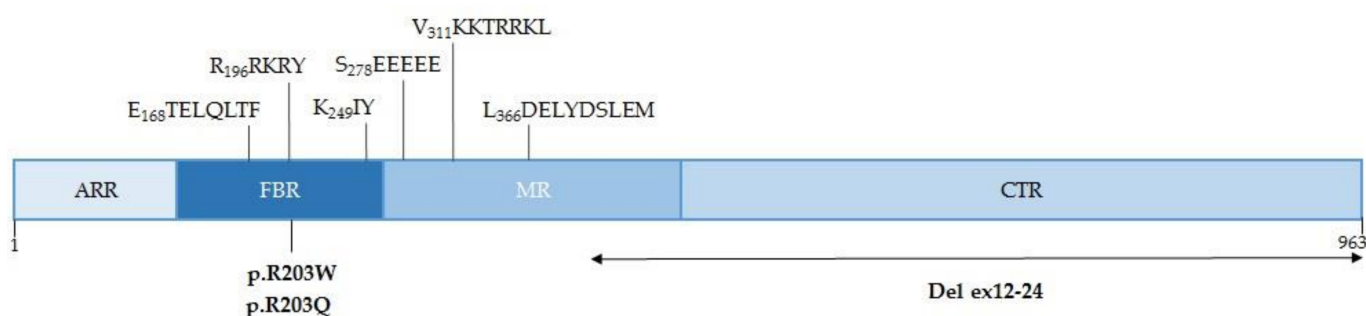 V₃₁₁KKTRRKL
R₁₉₆RKRY S₂₇₈EEEEE
E₁₆₈TELQLTF K₂₄₉IY L₃₆₆DELYDSLEM
ARR FBR MR CTR
1 963
p.R203W
p.R203Q
Del ex12-24